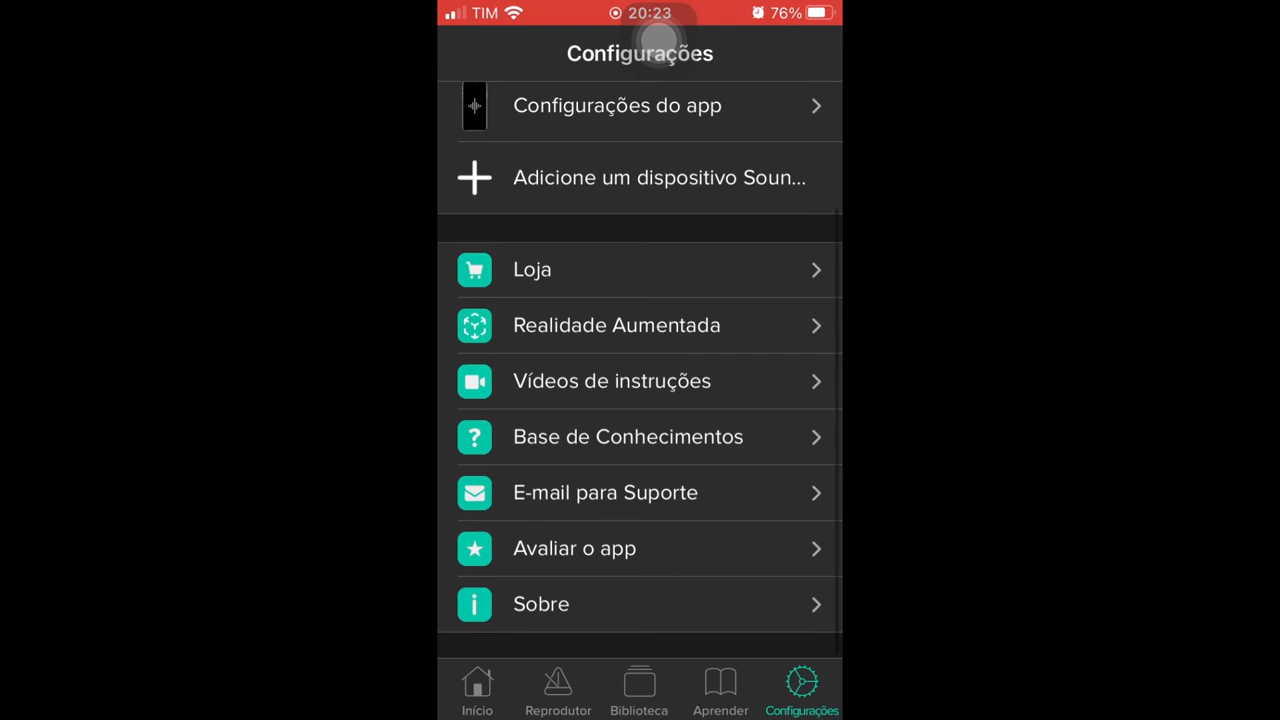 TIM 20:23 76%
Configurações
Configurações do app
Adicione um dispositivo Soun...
Loja
Realidade Aumentada
Vídeos de instruções
Base de Conhecimentos
E-mail para Suporte
Avaliar o app
Sobre
Início Reprodutor Biblioteca Aprender Configurações